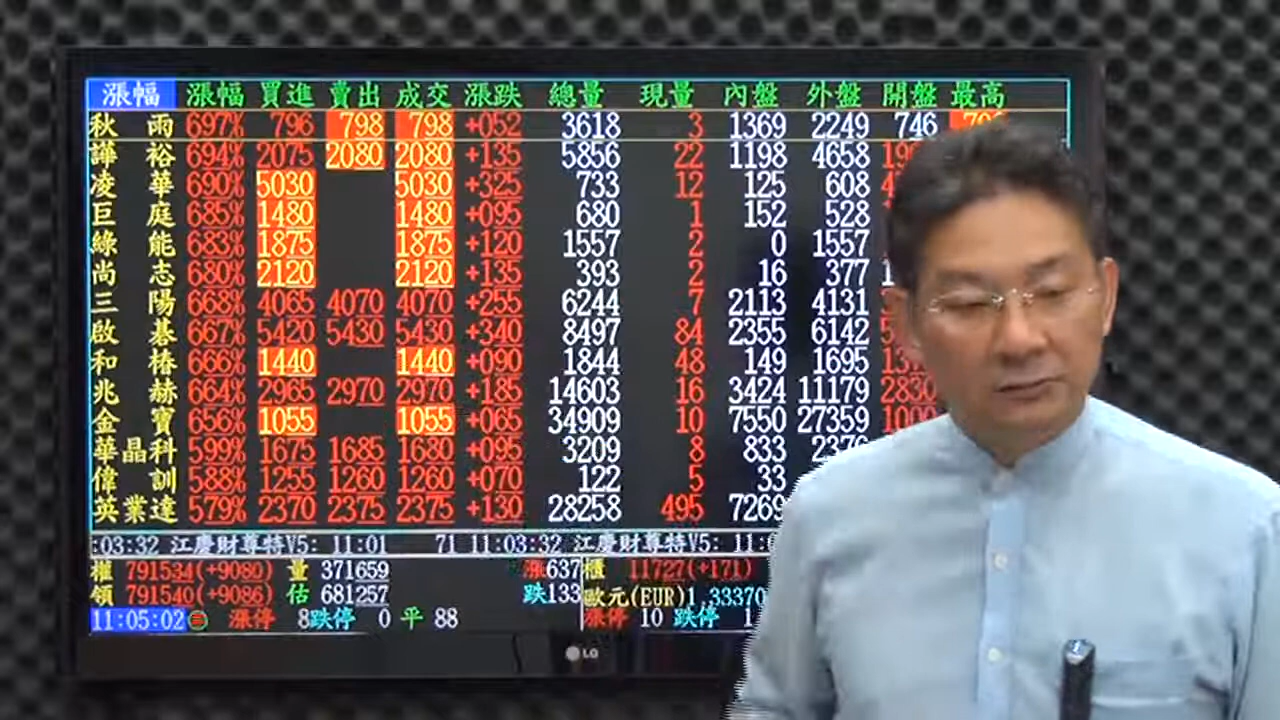 漲幅 漲幅 買進 賣出 成交 漲跌 總量 現量 內盤 外盤 開盤 最高
秋雨 697% 796 798 798 +052 3618 3 1369 2249 746
譁裕 694% 2075 2080 2080 +135 5856 22 1198 4658
凌華 690% 5030 5030 +325 733 12 125 608
巨庭 685% 1480 1480 +095 680 1 152 528
綠能 683% 1875 1875 +120 1557 2 0 1557
尚志 680% 2120 2120 +135 393 2 16 377
三陽 668% 4065 4070 4070 +255 6244 7 2113 4131
啟碁 667% 5420 5430 5430 +340 8497 84 2355 6142
和椿 666% 1440 1440 +090 1844 48 149 1695
兆赫 664% 2965 2970 2970 +185 14603 16 3424 11179 2830
金寶 656% 1055 1055 +065 34909 10 7550 27359 1000
華晶科 599% 1675 1685 1680 +095 3209 8 833
偉訓 588% 1255 1260 1260 +070 122 5 33
英業達 579% 2370 2375 2375 +130 28258 495 7269
:03:32 江慶財尊特V5: 11:01 71 11:03:32 江慶財尊特V5:
權 791534(+9080) 量 371659 漲637 櫃 11727(+171)
領 791540(+9086) 估 681257 跌133 歐元(EUR)1.33370
11:05:02 漲停 8跌停 0 平 88 漲停 10 跌停
LG